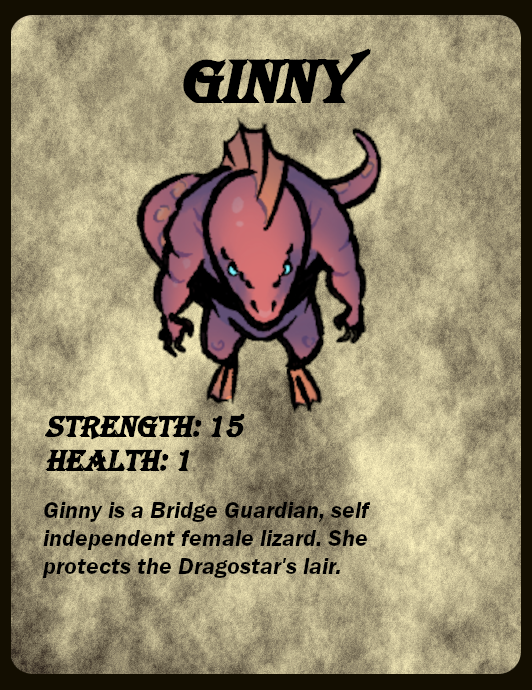 GINNY
STRENGTH: 15
HEALTH: 1
Ginny is a Bridge Guardian, self
independent female lizard. She
protects the Dragostar's lair.